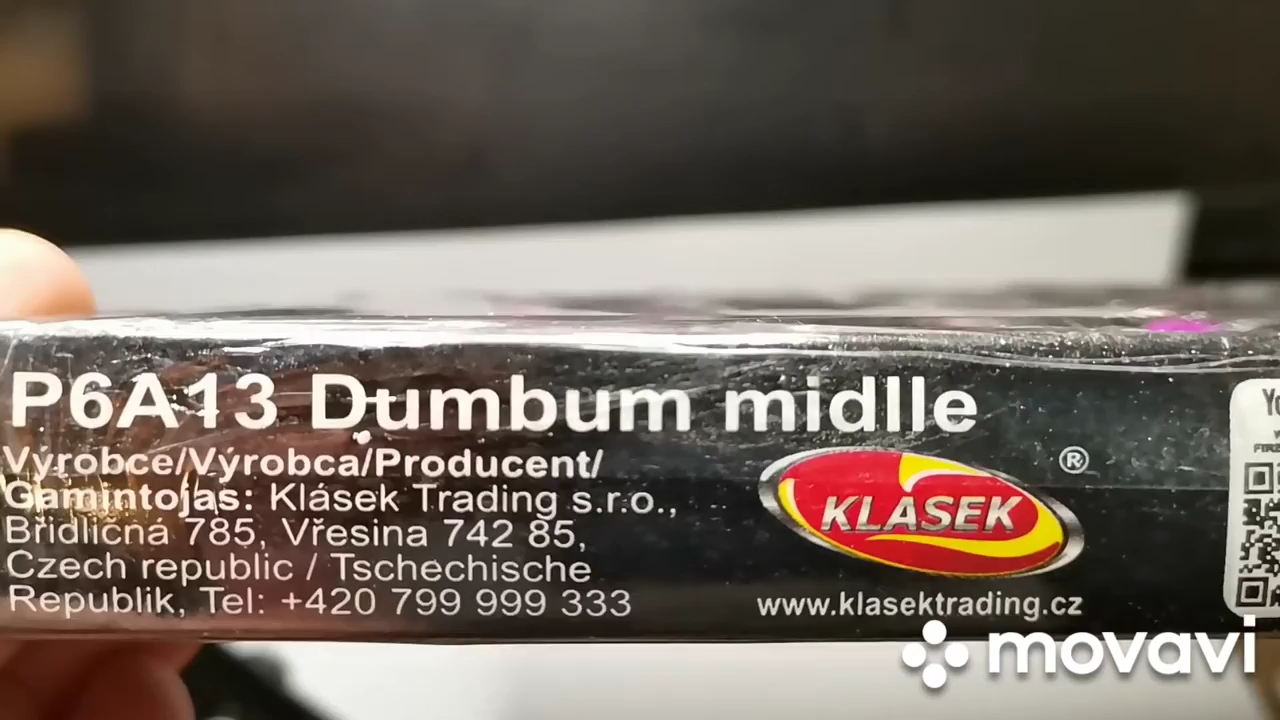 P6A13 Dumbum midlle
Výrobce/Výrobca/Producent/
Gamintojas: Klásek Trading s.r.o.,
Břidličná 785, Vřesina 742 85,
Czech republic / Tschechische
Republik, Tel: +420 799 999 333
KLÁSEK
®
www.klasektrading.cz
movavi